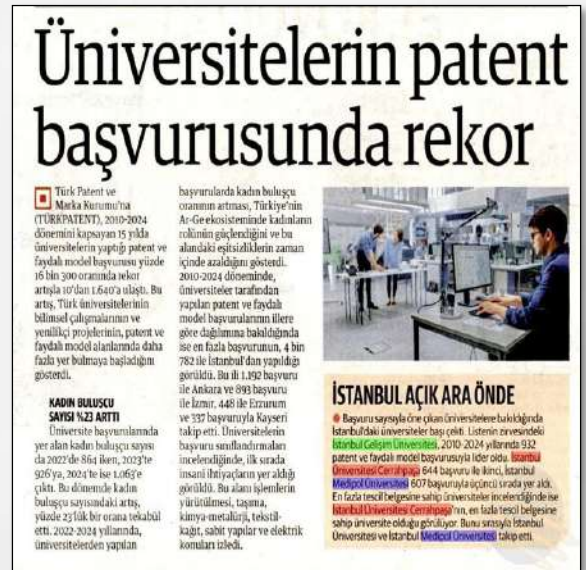 Üniversitelerin patent
başvurusunda rekor
Türk Patent ve
Marka Kurumu'na
(TÜRKPATENT), 2010-2024
dönemini kapsayan 15 yılda
üniversitelerin yaptığı patent ve
faydalı model başvurusu yüzde
16 bin 300 oranında rekor
artışla 10'dan 1.640'a ulaştı. Bu
artış, Türk üniversitelerinin
bilimsel çalışmalarının ve
yenilikçi projelerinin, patent ve
faydalı model alanlarında daha
fazla yer bulmaya başladığını
gösterdi.
KADIN BULUŞÇU
SAYISI %23 ARTTI
Üniversite başvurularında
yer alan kadın buluşçu sayısı
da 2022'de 864 iken, 2023'te
926'ya, 2024'te ise 1.063'e
çıktı. Bu dönemde kadın
buluşçu sayısındaki artış,
yüzde 23'lük bir orana tekabül
etti. 2022-2024 yıllarında,
üniversitelerden yapılan
başvurularda kadın buluşçu
oranının artması, Türkiye'nin
Ar-Ge ekosisteminde kadınların
rolünün güçlendiğini ve bu
alandaki eşitsizliklerin zaman
içinde azaldığını gösterdi.
2010-2024 döneminde,
üniversiteler tarafından
yapılan patent ve faydalı
model başvurularının illere
göre dağılımına bakıldığında
ise en fazla başvurunun, 4 bin
782 ile İstanbul'dan yapıldığı
görüldü. Bu ili 1.192 başvuru
ile Ankara ve 893 başvuru
ile İzmir, 448 ile Erzurum
ve 337 başvuruyla Kayseri
takip etti. Üniversitelerin
başvuru sınıflandırmaları
incelendiğinde, ilk sırada
insani ihtiyaçların yer aldığı
görüldü. Bu alanı işlemlerin
yürütülmesi, taşıma,
kimya-metalürji, tekstil-
kağıt, sabit yapılar ve elektrik
konuları izledi.
İSTANBUL AÇIK ARA ÖNDE
Başvuru sayısıyla öne çıkan üniversitelere bakıldığında
İstanbul'daki üniversiteler başı çekti. Listenin zirvesindeki
İstanbul Gelişim Üniversitesi, 2010-2024 yıllarında 932
patent ve faydalı model başvurusuyla lider oldu. İstanbul
Üniversitesi Cerrahpaşa 644 başvuru ile ikinci, İstanbul
Medipol Üniversitesi 607 başvuruyla üçüncü sırada yer aldı.
En fazla tescil belgesine sahip üniversiteler incelendiğinde ise
İstanbul Üniversitesi Cerrahpaşa'nın, en fazla tescil belgesine
sahip üniversite olduğu görülüyor. Bunu sırasıyla İstanbul
Üniversitesi ve İstanbul Medipol Üniversitesi takip etti.